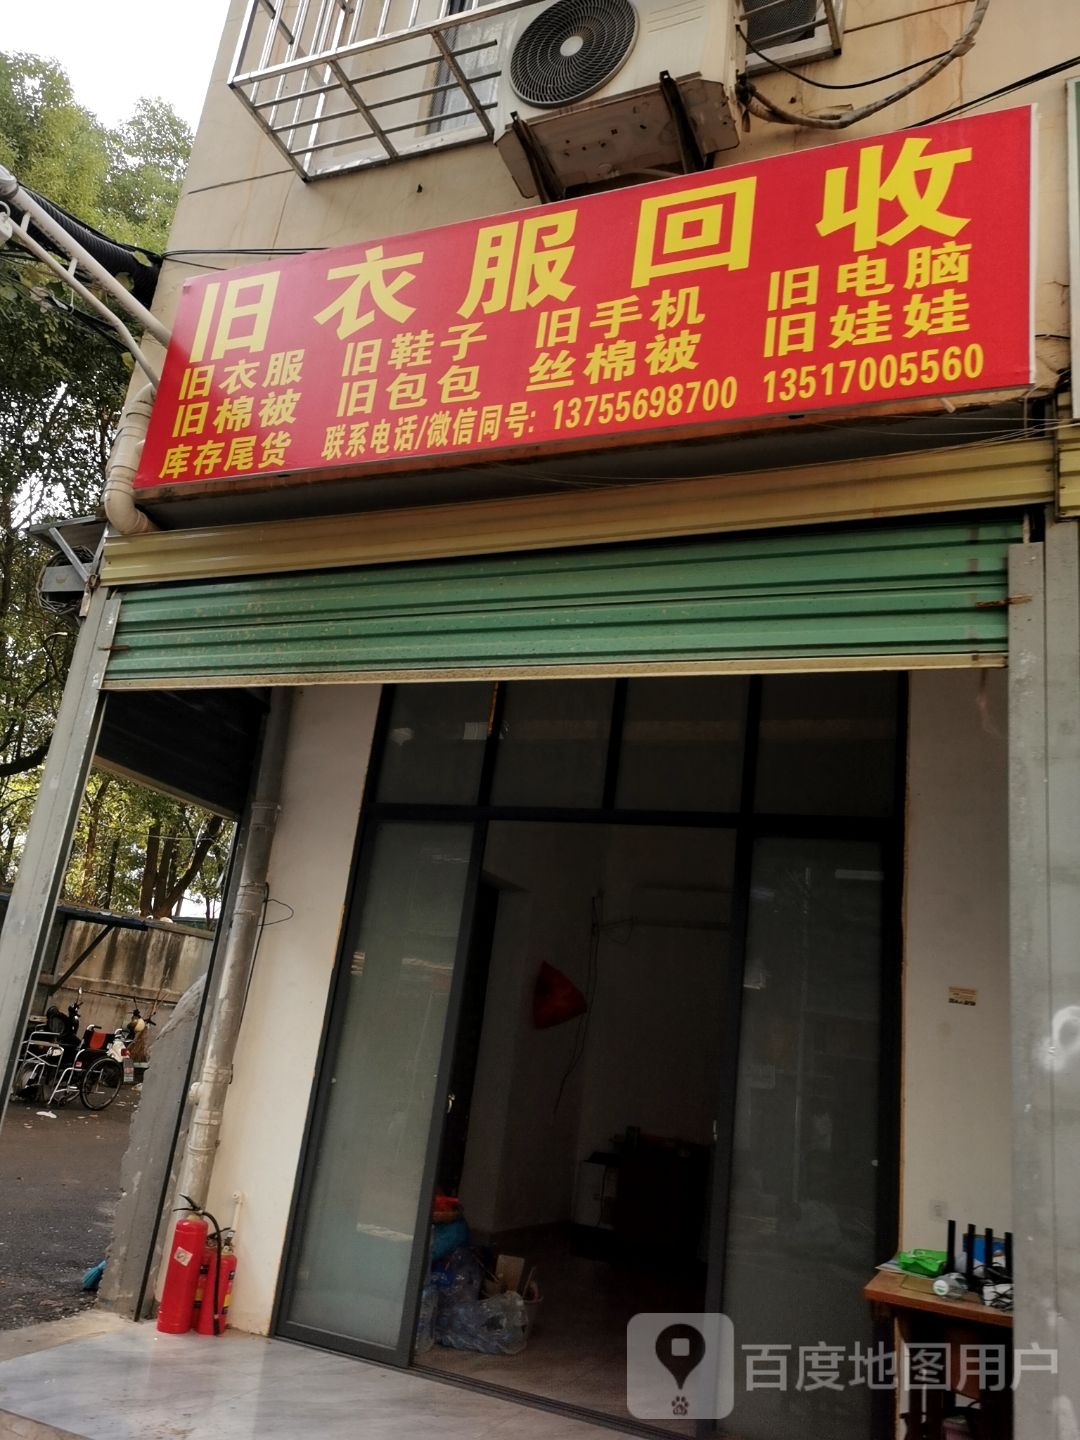 旧衣服回收
旧衣服 旧鞋子 旧手机 旧电脑
旧棉被 旧包包 丝棉被 旧娃娃
库存尾货 联系电话/微信同号: 13755698700 13517005560
百度地图用户